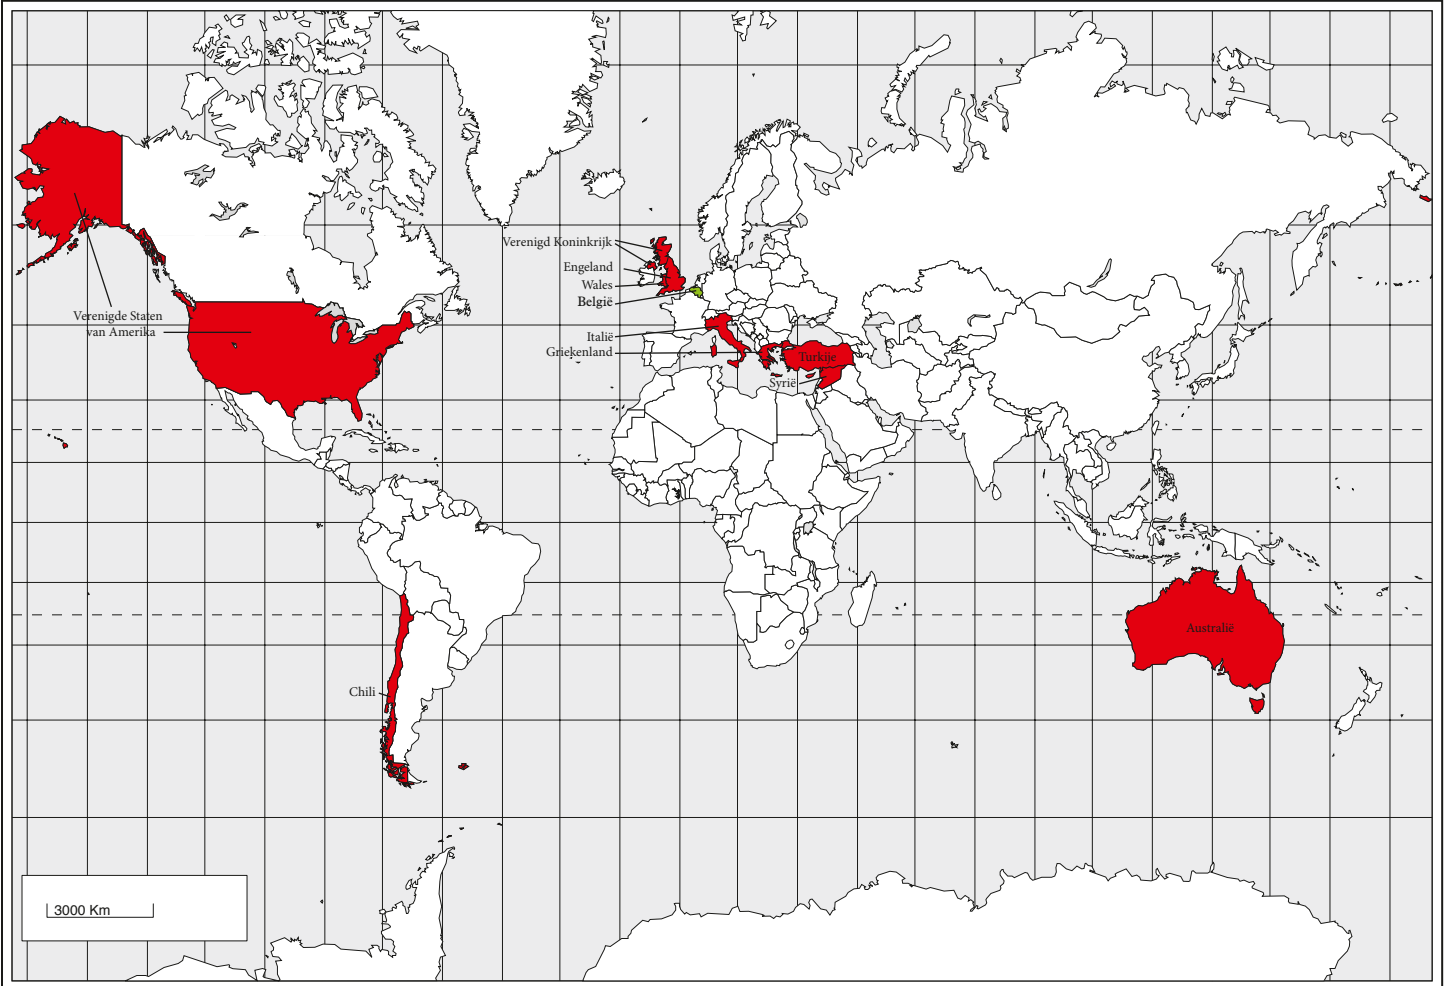 Verenigd Koninkrijk
Engeland
Wales
België
Verenigde Staten
van Amerika
Italië
Griekenland
Turkije
Syrië
Australië
Chili
3000 Km